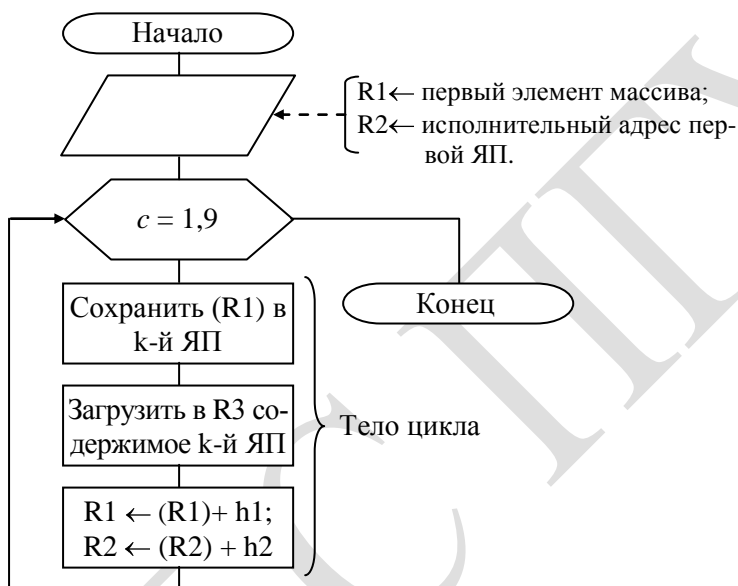 Начало
R1← первый элемент массива;
R2← исполнительный адрес пер-
вой ЯП.
c = 1,9
Сохранить (R1) в
k-й ЯП
Конец
Загрузить в R3 со-
держимое k-й ЯП
Тело цикла
R1 ← (R1)+ h1;
R2 ← (R2) + h2